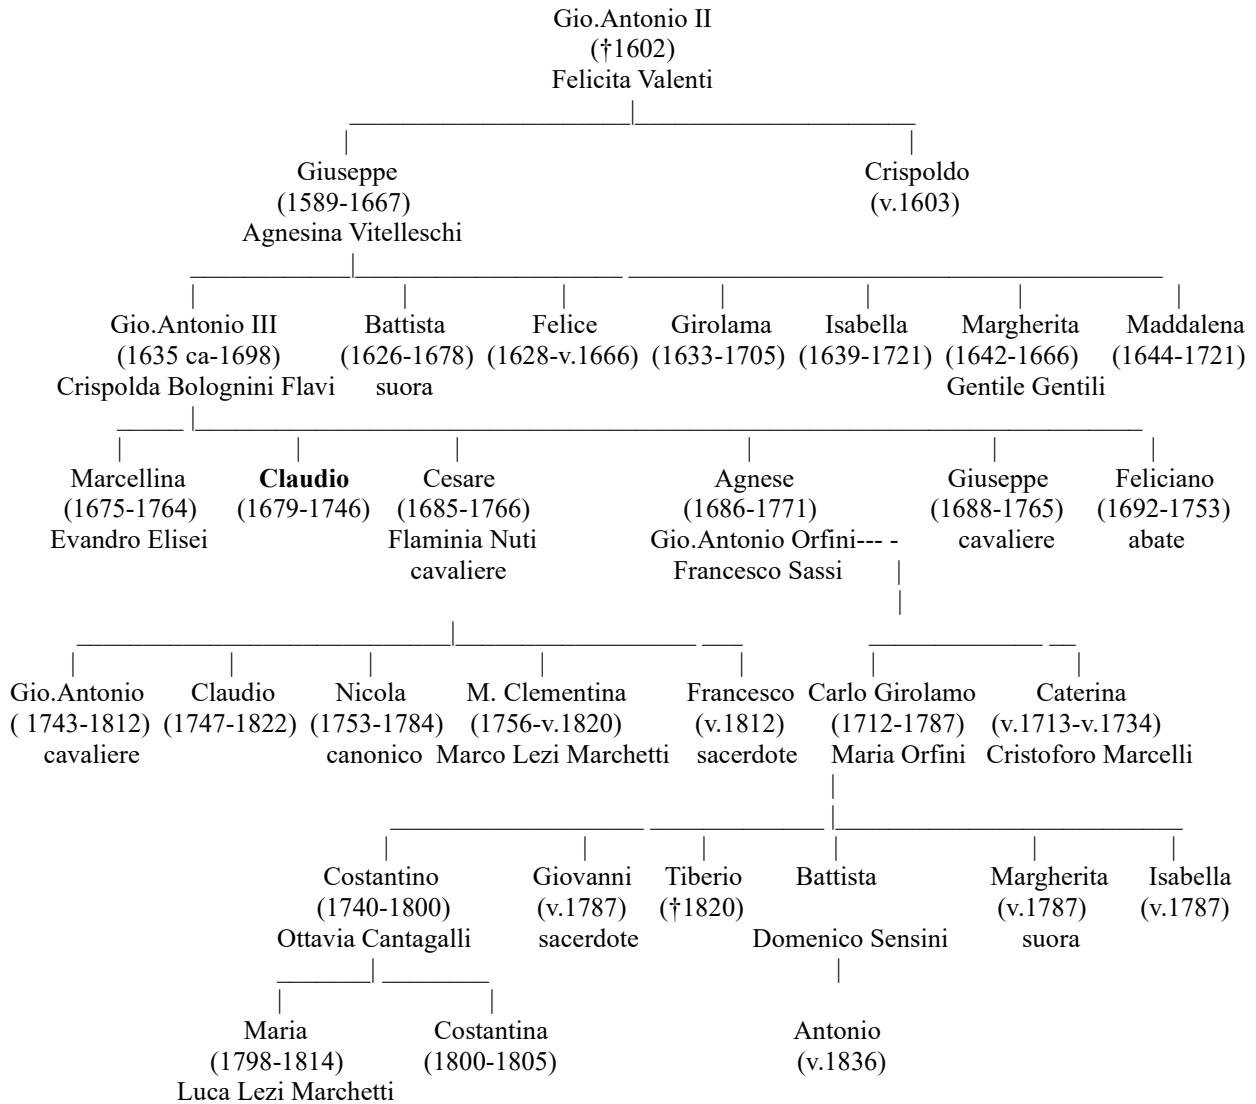 Gio.Antonio II
(†1602)
Felicita Valenti
Giuseppe Crispoldo
(1589-1667) (v.1603)
Agnesina Vitelleschi
Gio.Antonio III Battista Felice Girolama Isabella Margherita Maddalena
(1635 ca-1698) (1626-1678) (1628-v.1666) (1633-1705) (1639-1721) (1642-1666) (1644-1721)
Crispolda Bolognini Flavi suora Gentile Gentili
Marcellina Claudio Cesare Agnese Giuseppe Feliciano
(1675-1764) (1679-1746) (1685-1766) (1686-1771) (1688-1765) (1692-1753)
Evandro Elisei Flaminia Nuti Gio.Antonio Orfini--- - cavaliere abate
cavaliere Francesco Sassi
Gio.Antonio Claudio Nicola M. Clementina Francesco Carlo Girolamo Caterina
( 1743-1812) (1747-1822) (1753-1784) (1756-v.1820) (v.1812) (1712-1787) (v.1713-v.1734)
cavaliere canonico Marco Lezi Marchetti sacerdote Maria Orfini Cristoforo Marcelli
Costantino Giovanni Tiberio Battista Margherita Isabella
(1740-1800) (v.1787) (†1820) (v.1787) (v.1787)
Ottavia Cantagalli sacerdote Domenico Sensini suora
Maria Costantina Antonio
(1798-1814) (1800-1805) (v.1836)
Luca Lezi Marchetti